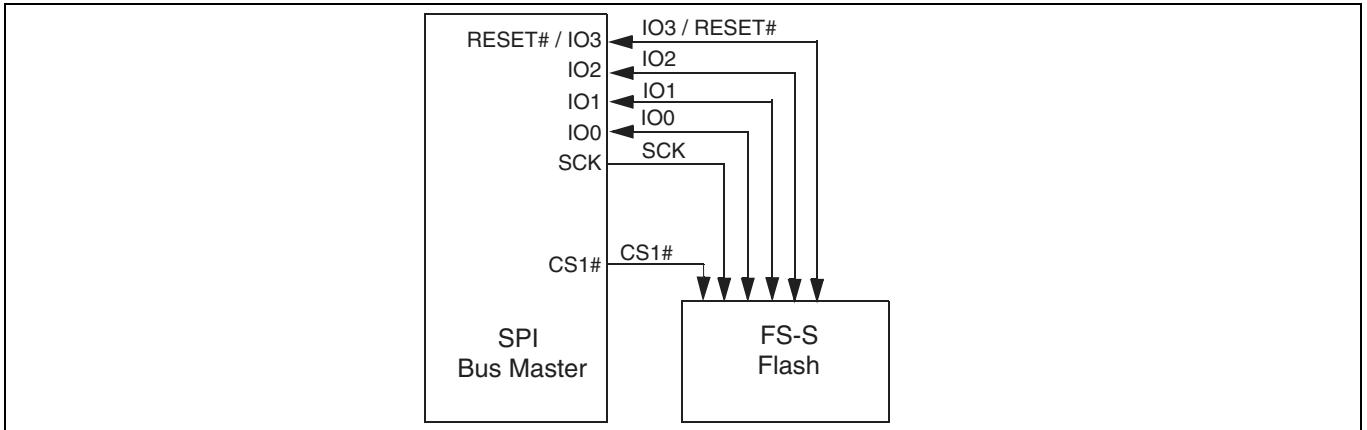 RESET# / IO3 IO3 / RESET#
IO2 IO2
IO1 IO1
IO0 IO0
SCK SCK
CS1# CS1#
SPI
Bus Master
FS-S
Flash